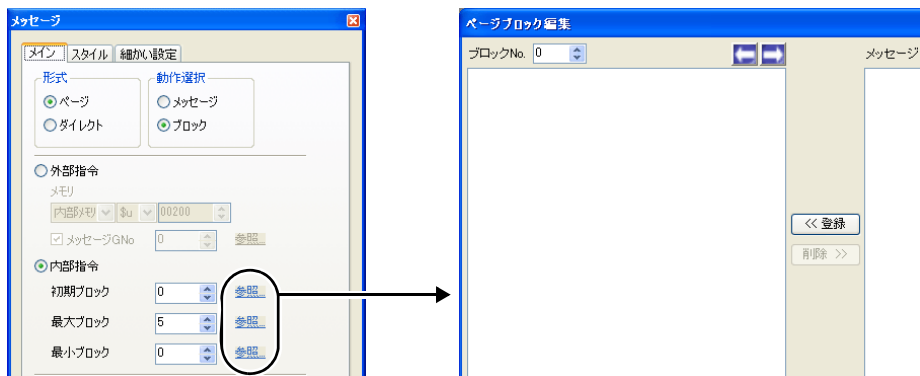 メッセージ
メイン スタイル 細かい設定
形式
ページ
ダイレクト
動作選択
メッセージ
ブロック
外部指令
メモリ
内部メモリ $u 00200
メッセージGNo 0 参照...
内部指令
初期ブロック 0 参照...
最大ブロック 5 参照...
最小ブロック 0 参照...
ページブロック編集
ブロックNo. 0
メッセージ
<< 登録
削除 >>